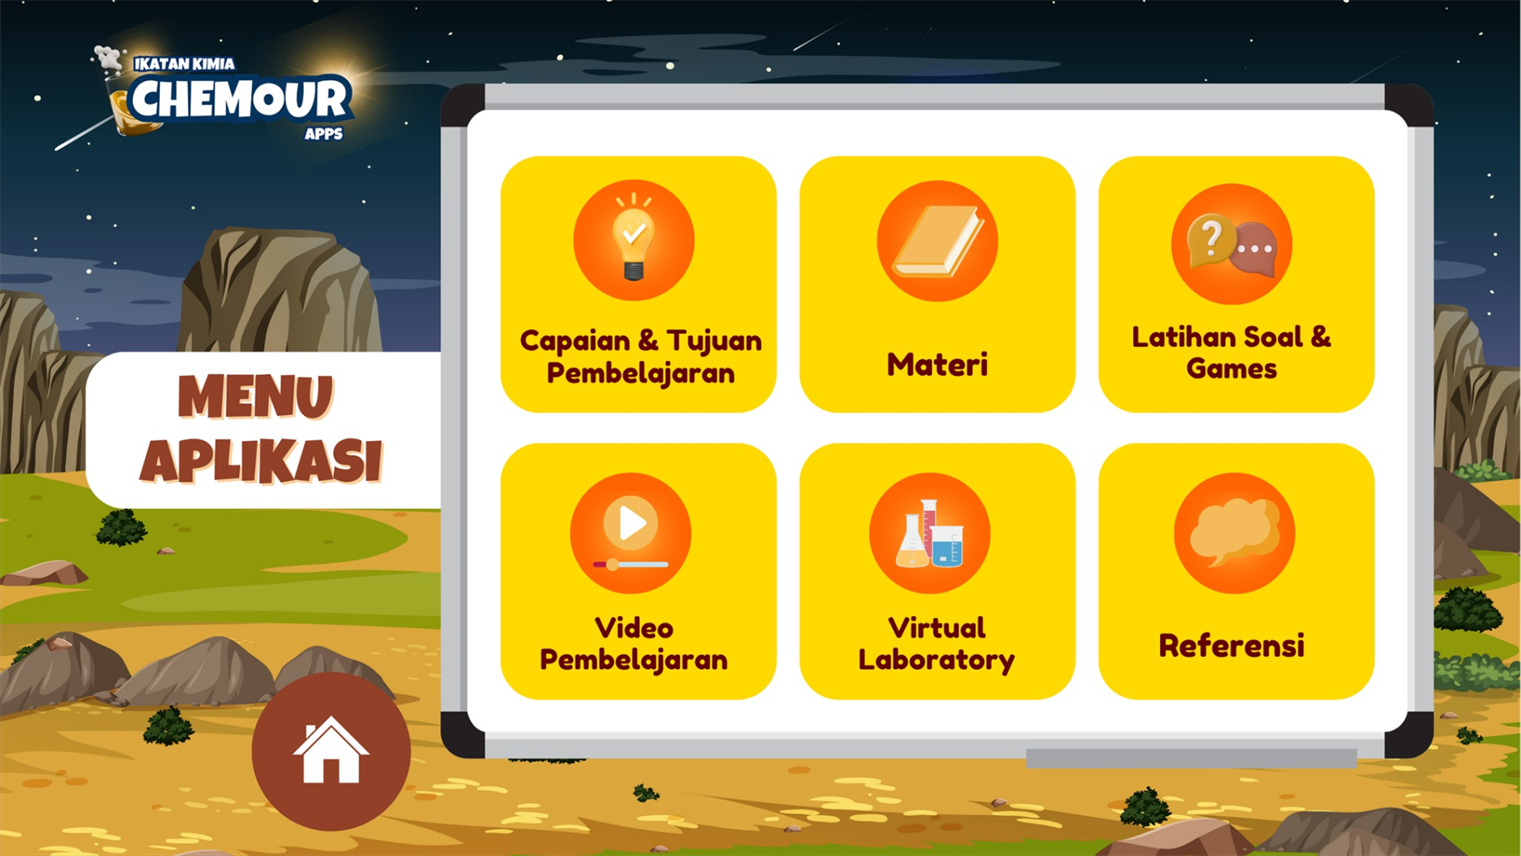 IKATAN KIMIA
CHEMOUR
APPS
MENU
APLIKASI
Capaian & Tujuan
Pembelajaran
Materi
Latihan Soal &
Games
Video
Pembelajaran
Virtual
Laboratory
Referensi